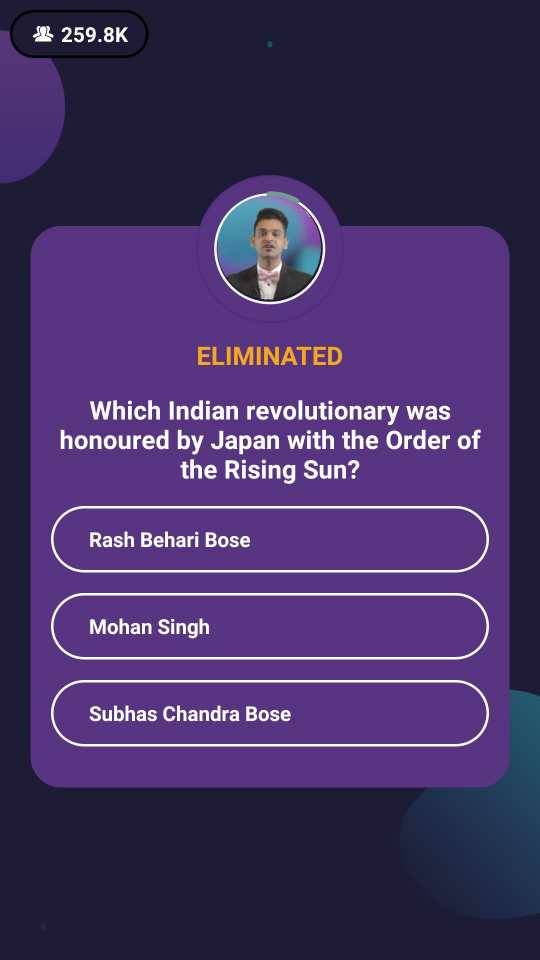 259.8K
ELIMINATED
Which Indian revolutionary was
honoured by Japan with the Order of
the Rising Sun?
Rash Behari Bose
Mohan Singh
Subhas Chandra Bose